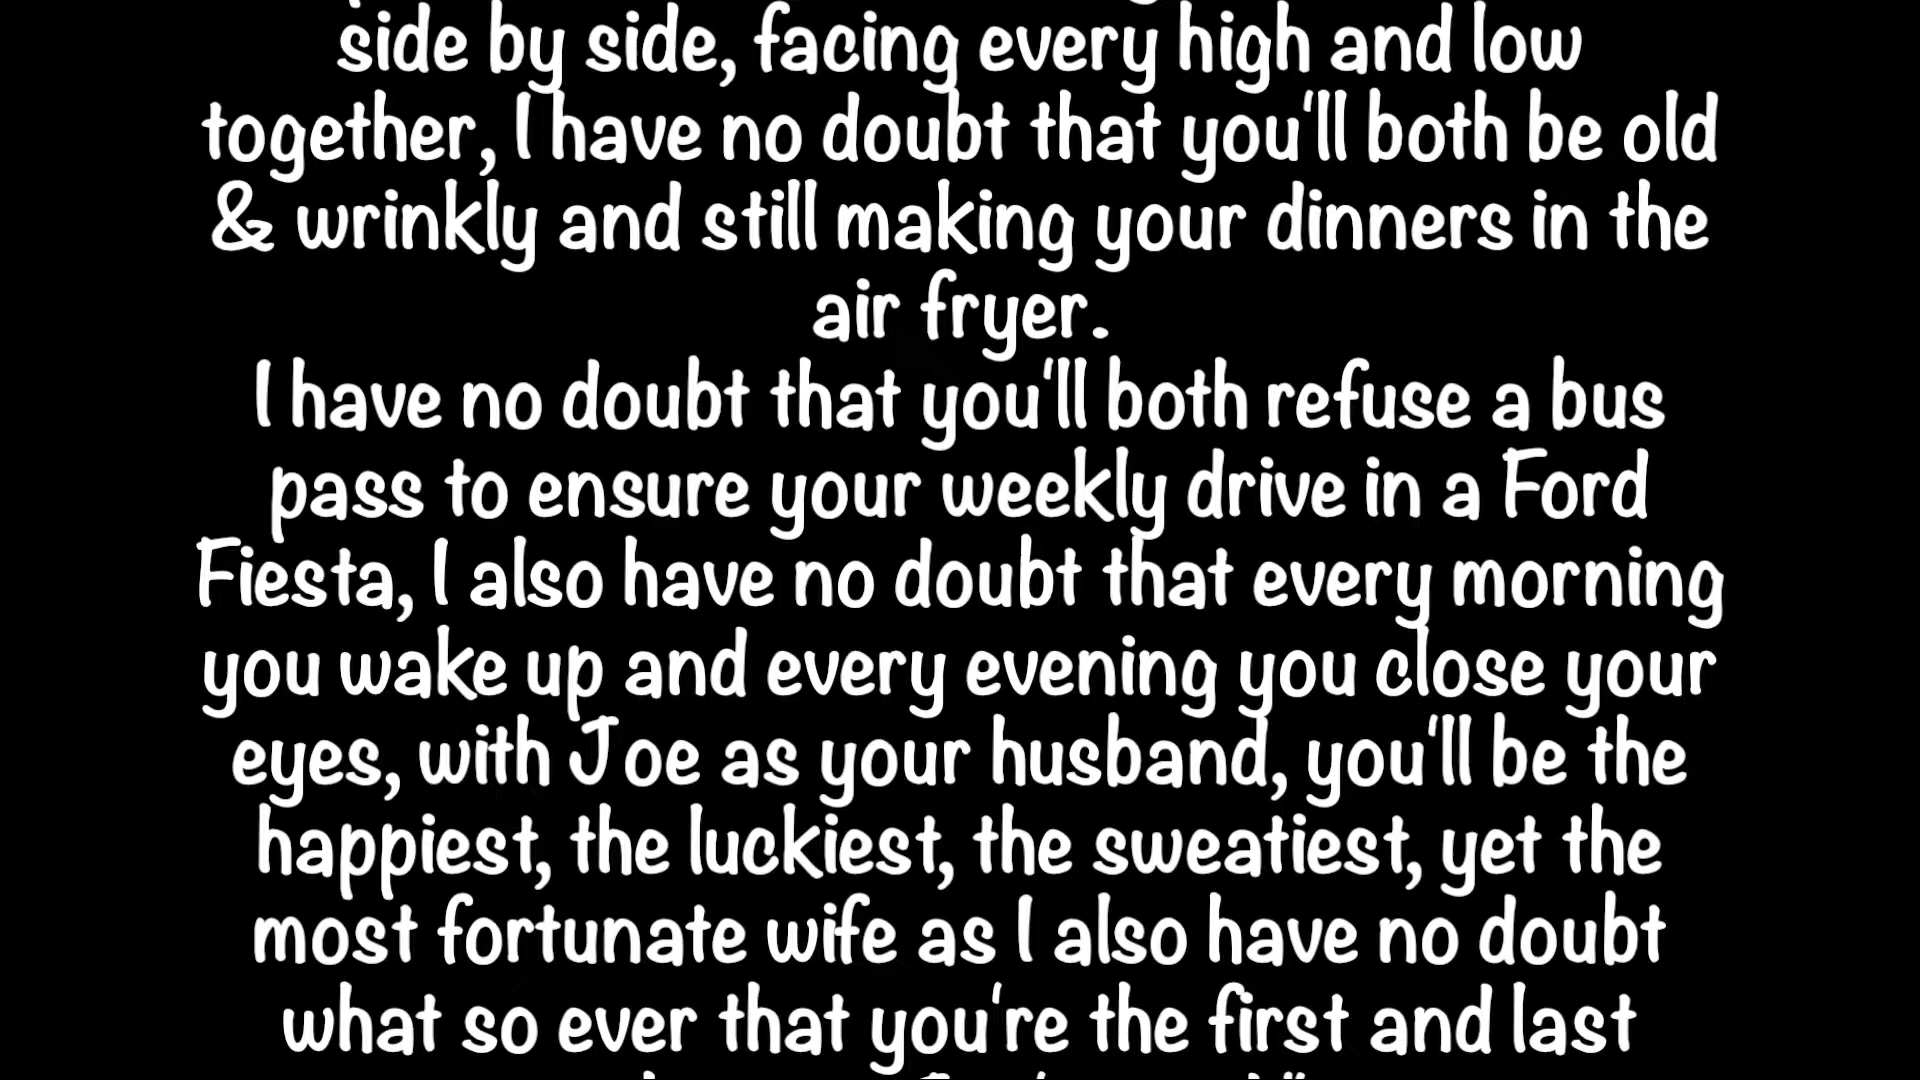 side by side, facing every high and low
together, I have no doubt that you'll both be old
& wrinkly and still making your dinners in the
air fryer.
I have no doubt that you'll both refuse a bus
pass to ensure your weekly drive in a Ford
Fiesta, I also have no doubt that every morning
you wake up and every evening you close your
eyes, with Joe as your husband, you'll be the
happiest, the luckiest, the sweatiest, yet the
most fortunate wife as I also have no doubt
what so ever that you're the first and last